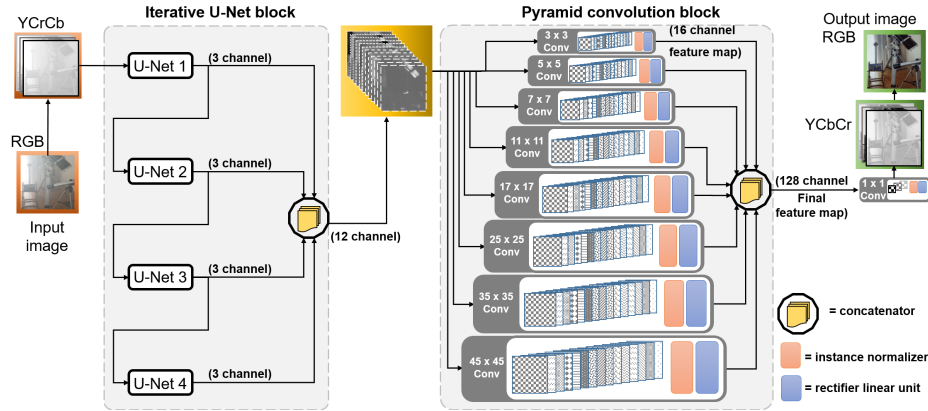 Iterative U-Net block
Pyramid convolution block
Output image
RGB
YCrCb
RGB
Input
image
U-Net 1
(3 channel)
U-Net 2
(3 channel)
U-Net 3
(3 channel)
U-Net 4
(3 channel)
(12 channel)
3 x 3
Conv
5 x 5
Conv
7 x 7
Conv
11 x 11
Conv
17 x 17
Conv
25 x 25
Conv
35 x 35
Conv
45 x 45
Conv
(16 channel
feature map)
(128 channel
Final
feature map)
YCbCr
1 x 1
Conv
= concatenator
= instance normalizer
= rectifier linear unit